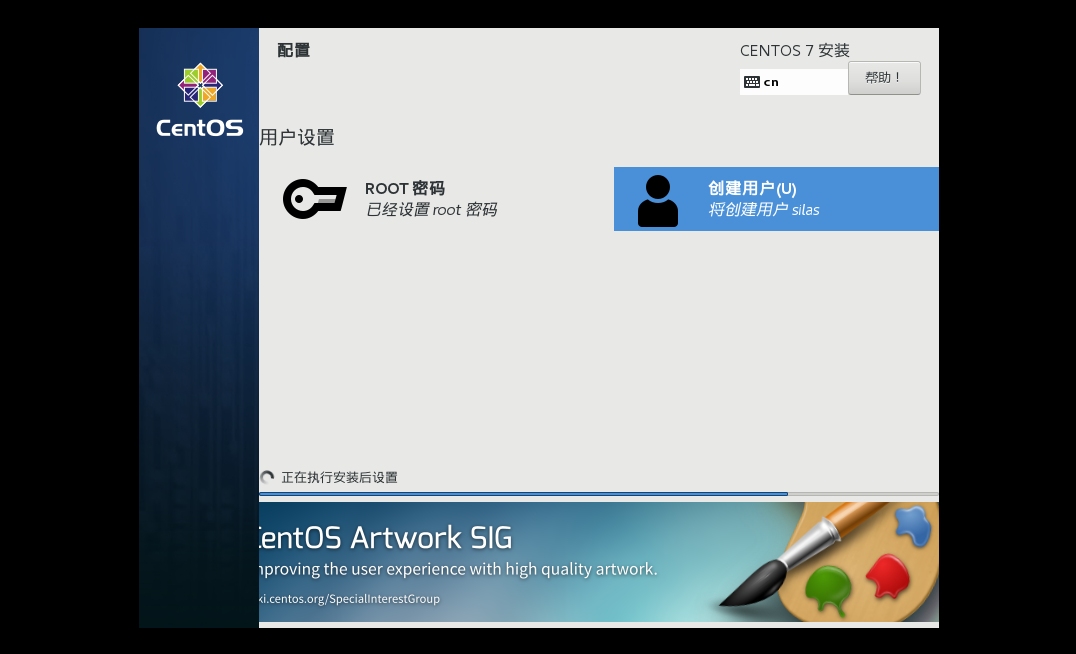 配置
CENTOS 7 安装
cn
帮助！
CentOS
用户设置
ROOT 密码
已经设置 root 密码
创建用户(U)
将创建用户 silas
正在执行安装后设置
CentOS Artwork SIG
mproving the user experience with high quality artwork.
ki.centos.org/SpecialInterestGroup